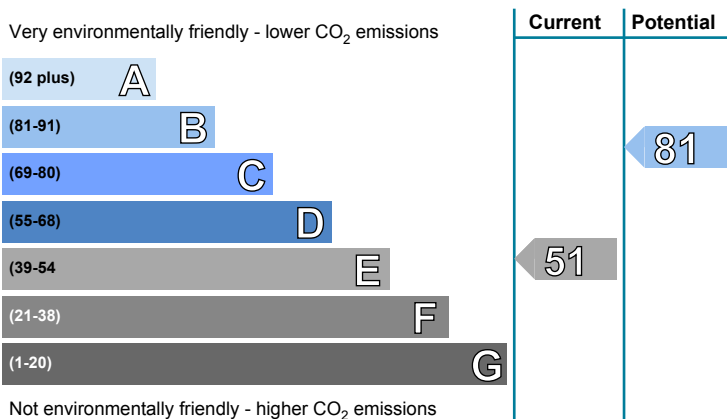 Very environmentally friendly - lower CO2 emissions
Current
Potential
(92 plus) A
(81-91) B
81
(69-80) C
(55-68) D
(39-54 E
51
(21-38) F
(1-20) G
Not environmentally friendly - higher CO2 emissions